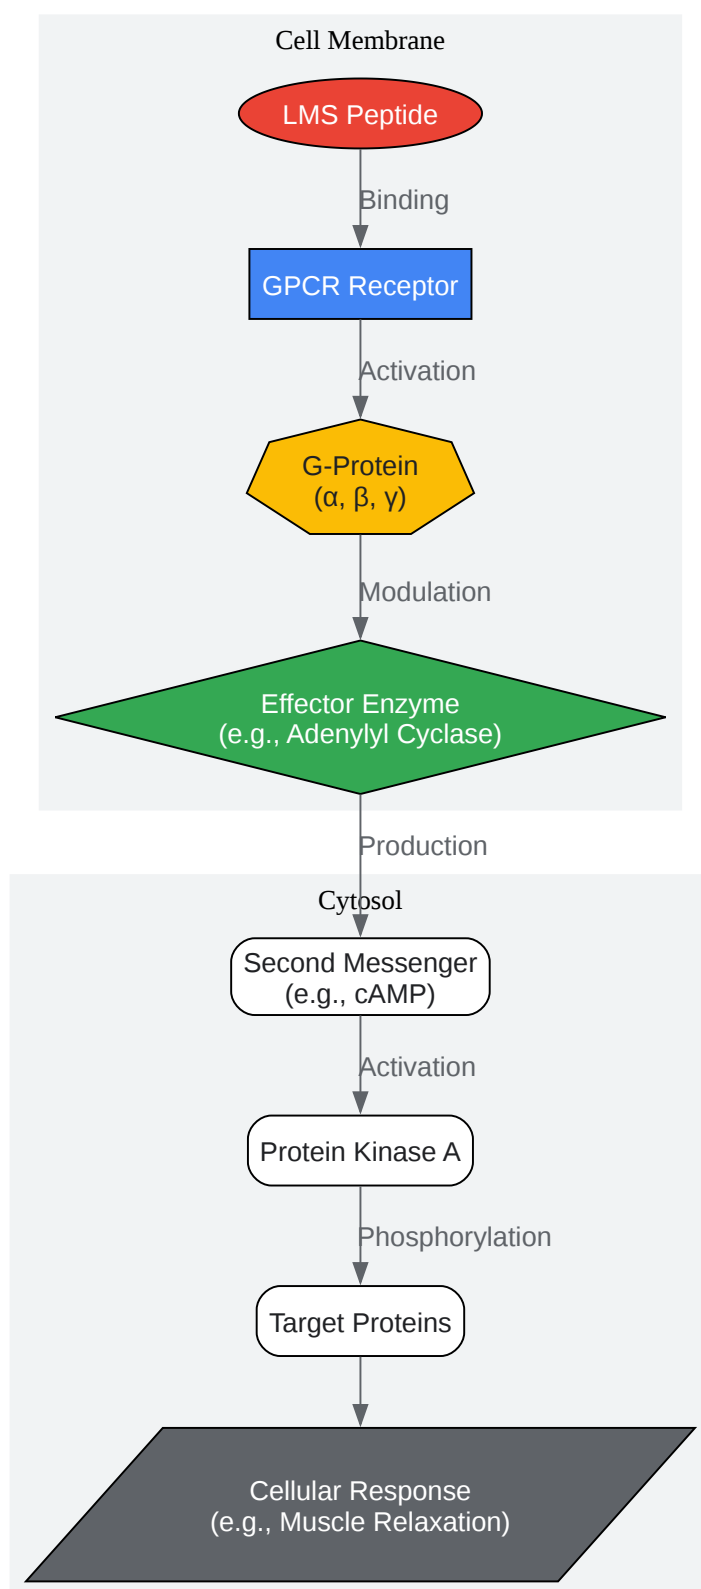 Cell Membrane
LMS Peptide
Binding
GPCR Receptor
Activation
G-Protein
(α, β, γ)
Modulation
Effector Enzyme
(e.g., Adenylyl Cyclase)
Production
Cytosol
Second Messenger
(e.g., cAMP)
Activation
Protein Kinase A
Phosphorylation
Target Proteins
Cellular Response
(e.g., Muscle Relaxation)